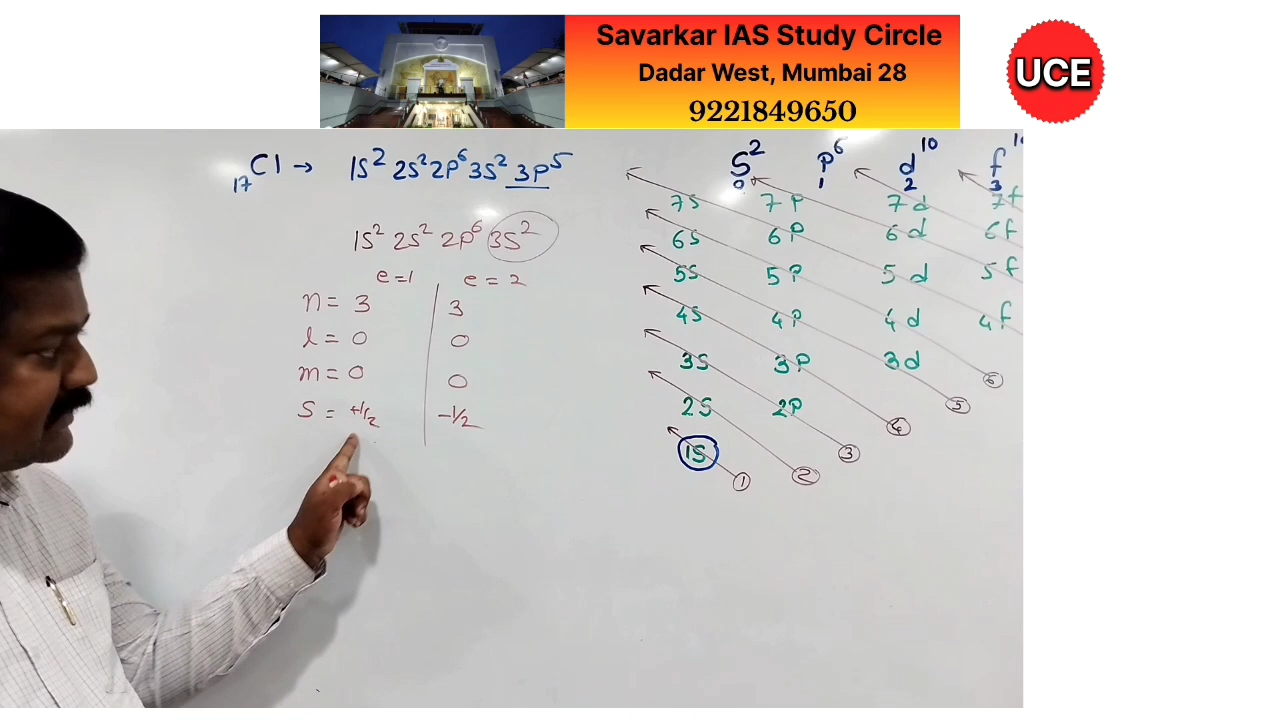 Savarkar IAS Study Circle
Dadar West, Mumbai 28
9221849650
UCE
₁₇Cl → 1S² 2S² 2P⁶ 3S² 3P⁵
1S² 2S² 2P⁶ 3S²
e = 1 e = 2
n = 3 3
l = 0 0
m = 0 0
S = +1/2 -1/2
S² P⁶ d¹⁰ f
0 1 2 3
7S 7P 7d 7f
6S 6P 6d 6f
5S 5P 5d 5f
4S 4P 4d 4f
3S 3P 3d
2S 2P
1S
① ② ③ ④ ⑤ ⑥